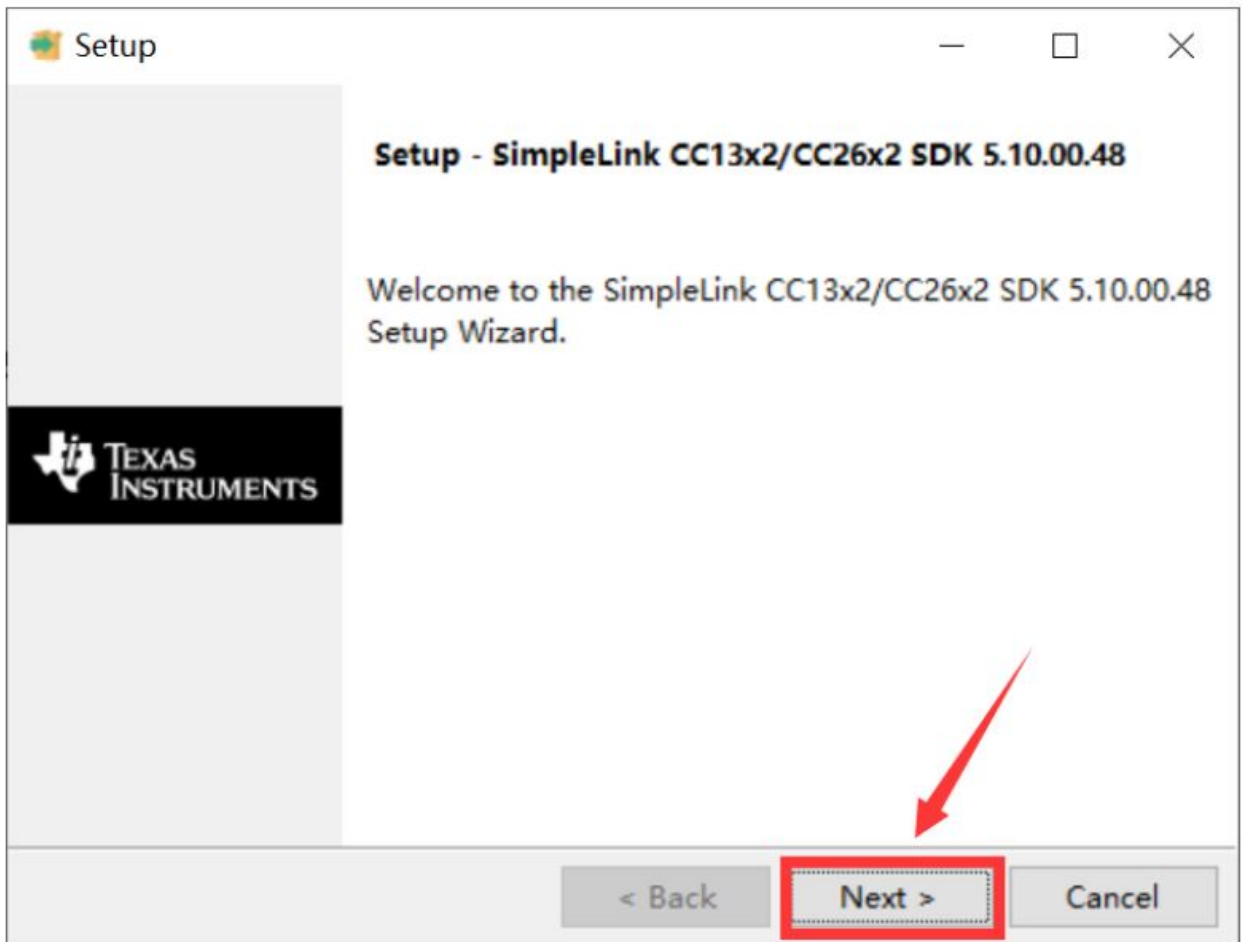 Setup
Setup - SimpleLink CC13x2/CC26x2 SDK 5.10.00.48
Welcome to the SimpleLink CC13x2/CC26x2 SDK 5.10.00.48
Setup Wizard.
TEXAS
INSTRUMENTS
< Back
Next >
Cancel